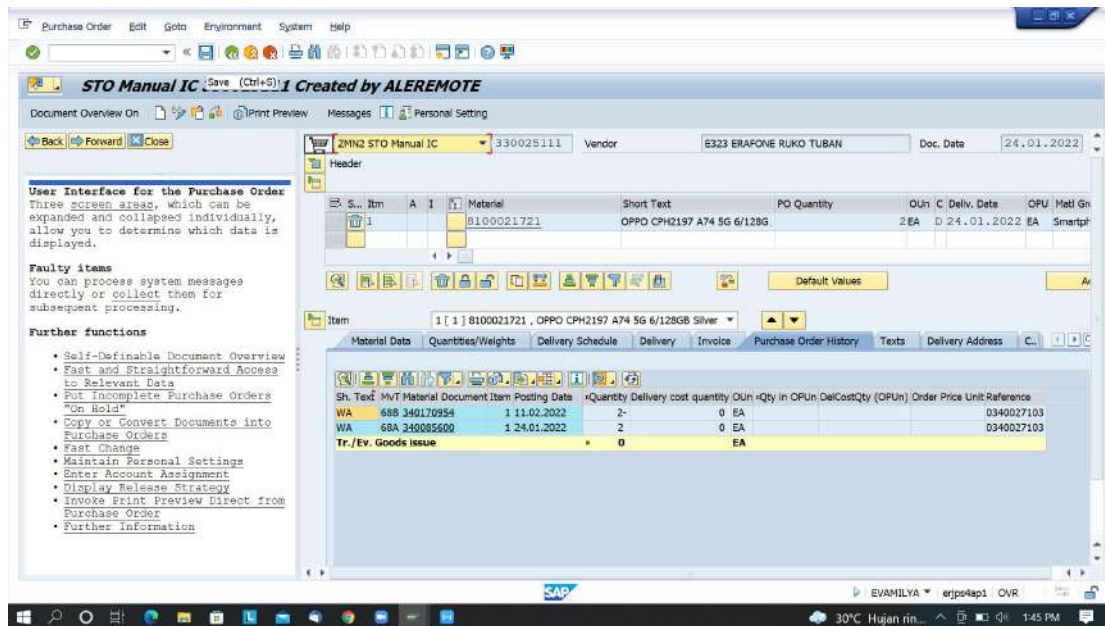 Purchase Order Edit Goto Environment System Help
Save (Ctrl+S)
STO Manual IC 1 Created by ALEREMOTE
Document Overview On Print Preview Messages Personal Setting
Back Forward Close
ZMN2 STO Manual IC 330025111 Vendor E323 ERAFONE RUKO TUBAN Doc. Date 24.01.2022
Header
User Interface for the Purchase Order
Three screen areas, which can be
expanded and collapsed individually,
allow you to determine which data is
displayed.
Faulty items
You can process system messages
directly or collect them for
subsequent processing.
Further functions
• Self-Definable Document Overview
• Fast and Straightforward Access
to Relevant Data
• Put Incomplete Purchase Orders
"On Hold"
• Copy or Convert Documents into
Purchase Orders
• Fast Change
• Maintain Personal Settings
• Enter Account Assignment
• Display Release Strategy
• Invoke Print Preview Direct from
Purchase Order
• Further Information
S... Itm A I Material Short Text PO Quantity OUn C Deliv. Date OPU Matl Gr
1 8100021721 OPPO CPH2197 A74 5G 6/128G 2 EA D 24.01.2022 EA Smartph
Default Values
Item 1 [ 1 ] 8100021721 , OPPO CPH2197 A74 5G 6/128GB Silver
Material Data Quantities/Weights Delivery Schedule Delivery Invoice Purchase Order History Texts Delivery Address C...
Sh. Text MvT Material Document Item Posting Date Quantity Delivery cost quantity OUn Qty in OPUn DelCostQty (OPUn) Order Price Unit Reference
WA 68B 340170954 1 11.02.2022 2- 0 EA 0340027103
WA 68A 340085600 1 24.01.2022 2 0 EA 0340027103
Tr./Ev. Goods issue 0 EA
SAP EVAMILYA erjps4ap1 OVR
30°C Hujan rin... 1:45 PM